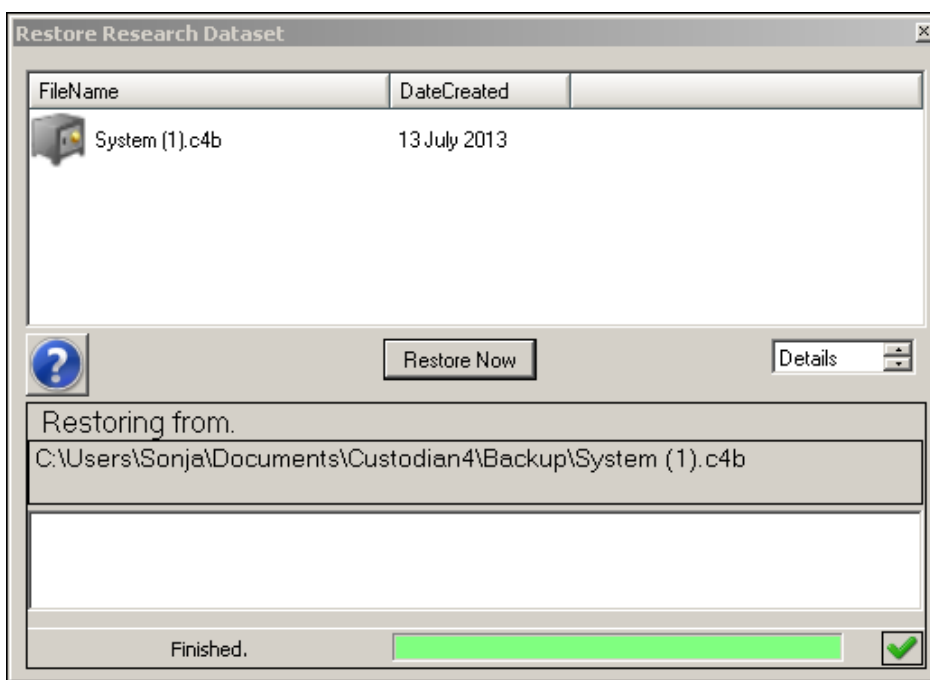 Restore Research Dataset
FileName DateCreated
System (1).c4b 13 July 2013
Restore Now Details
Restoring from.
C:\Users\Sonja\Documents\Custodian4\Backup\System (1).c4b
Finished.